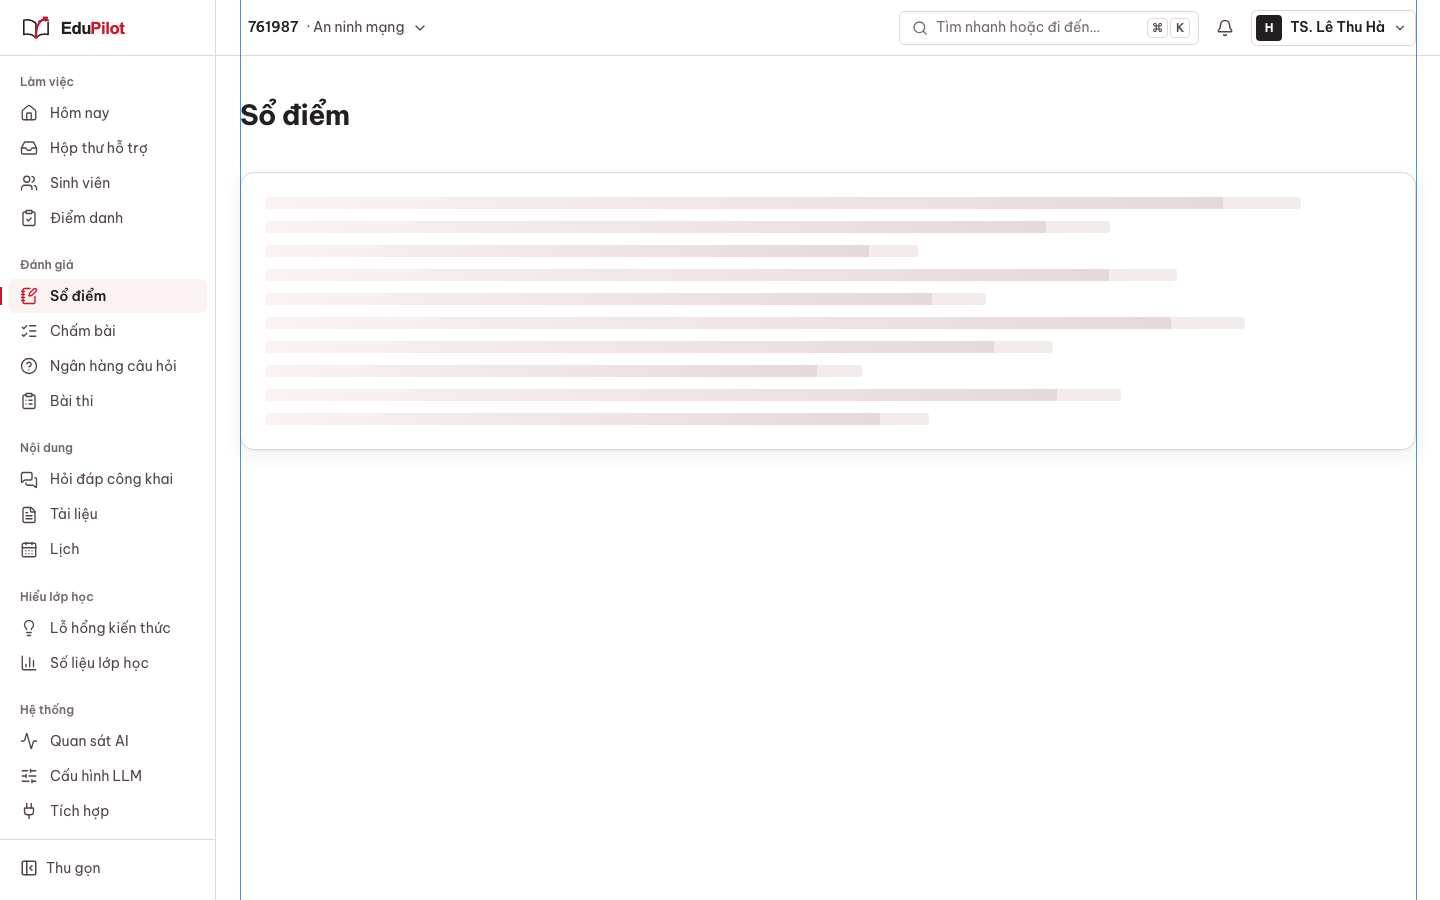 EduPilot
761987 · An ninh mạng
Tìm nhanh hoặc đi đến...
⌘ K
H
TS. Lê Thu Hà
Làm việc
Hôm nay
Hộp thư hỗ trợ
Sinh viên
Điểm danh
Đánh giá
Sổ điểm
Chấm bài
Ngân hàng câu hỏi
Bài thi
Nội dung
Hỏi đáp công khai
Tài liệu
Lịch
Hiểu lớp học
Lỗ hổng kiến thức
Số liệu lớp học
Hệ thống
Quan sát AI
Cấu hình LLM
Tích hợp
Thu gọn
Sổ điểm